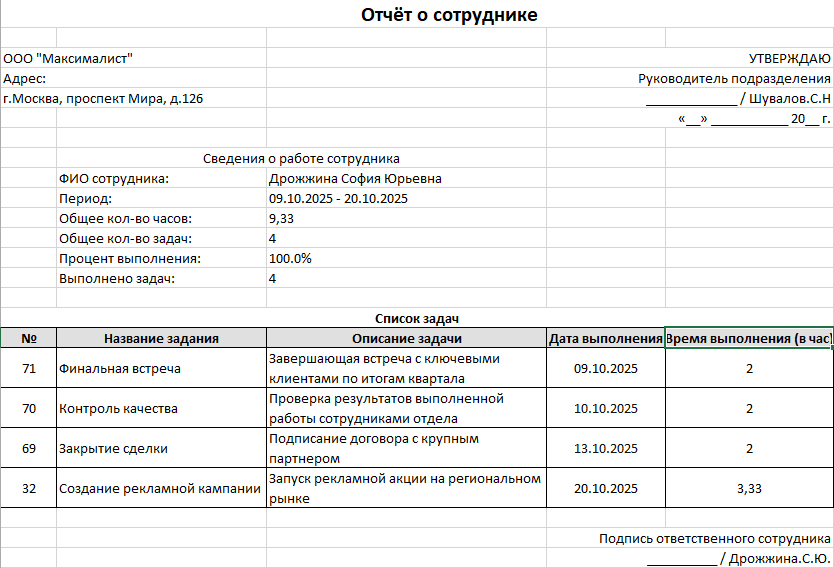 Отчёт о сотруднике
ООО "Максималист" УТВЕРЖДАЮ
Адрес: Руководитель подразделения
г.Москва, проспект Мира, д.126 _____________ / Шувалов.С.Н
«__» ___________ 20__ г.
Сведения о работе сотрудника
ФИО сотрудника: Дрожжина София Юрьевна
Период: 09.10.2025 - 20.10.2025
Общее кол-во часов: 9,33
Общее кол-во задач: 4
Процент выполнения: 100.0%
Выполнено задач: 4
Список задач
№ Название задания Описание задачи Дата выполнения Время выполнения (в час)
71 Финальная встреча Завершающая встреча с ключевыми клиентами по итогам квартала 09.10.2025 2
70 Контроль качества Проверка результатов выполненной работы сотрудниками отдела 10.10.2025 2
69 Закрытие сделки Подписание договора с крупным партнером 13.10.2025 2
32 Создание рекламной кампании Запуск рекламной акции на региональном рынке 20.10.2025 3,33
Подпись ответственного сотрудника
__________ / Дрожжина.С.Ю.